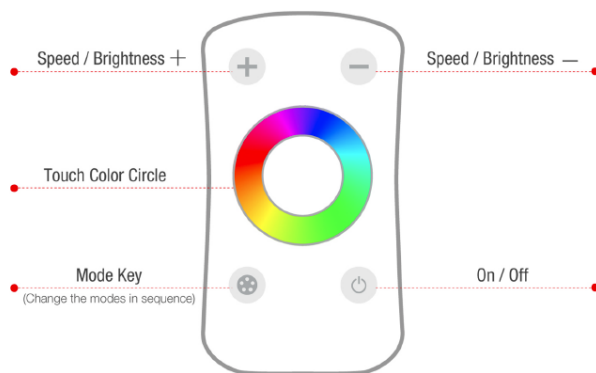 Speed / Brightness +
Speed / Brightness —
Touch Color Circle
Mode Key
(Change the modes in sequence)
On / Off